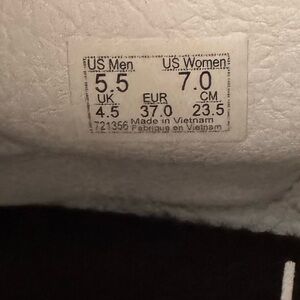 US Men US Women
5.5 7.0
UK EUR CM
4.5 37.0 23.5
Made in Vietnam
721356 Fabrique en Vietnam